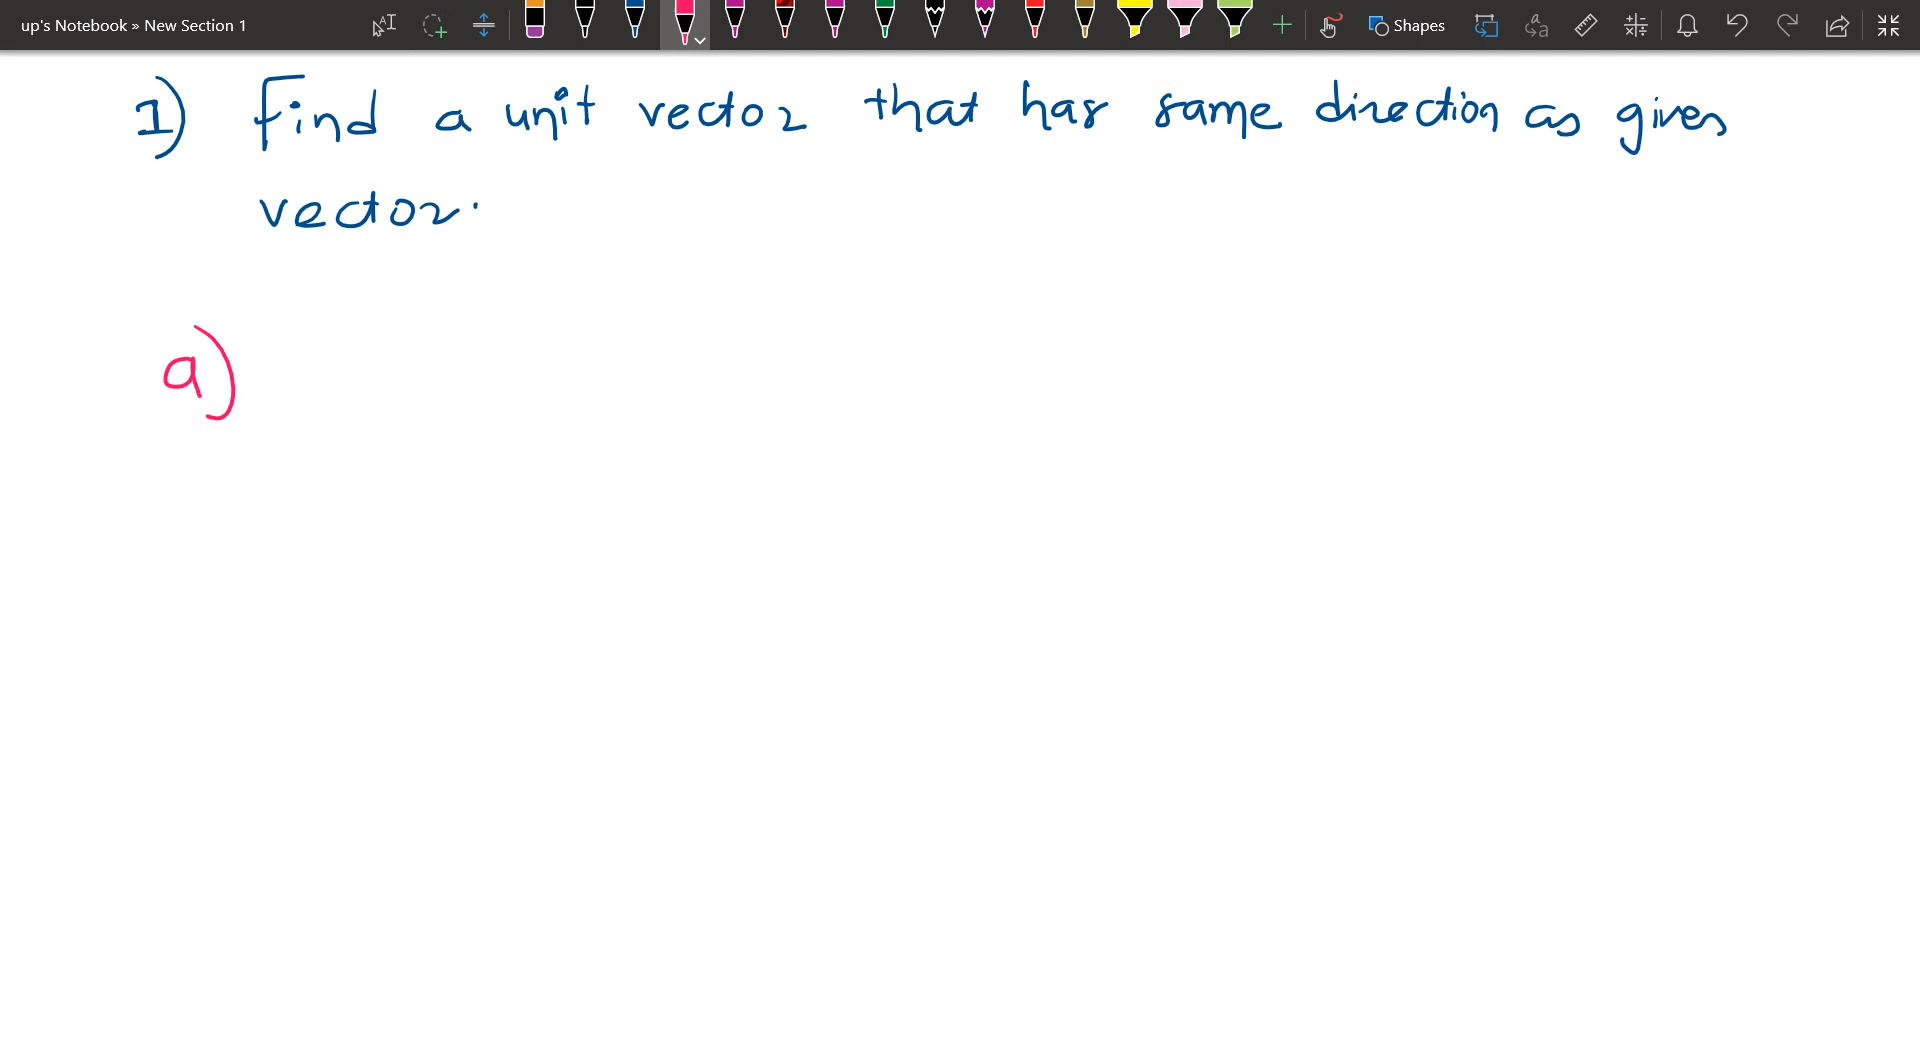 up's Notebook » New Section 1
Shapes
1) Find a unit vector that has same direction as given
vector.
a)